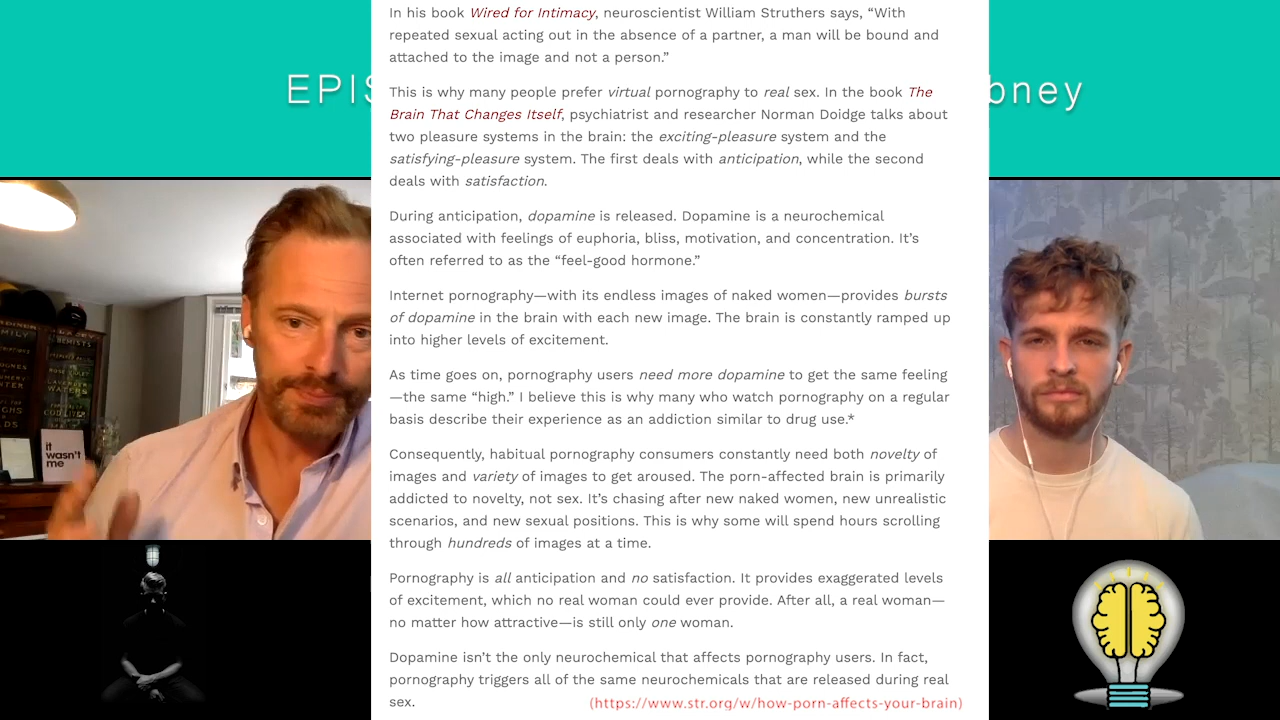 EPIS
bney
In his book Wired for Intimacy, neuroscientist William Struthers says, “With
repeated sexual acting out in the absence of a partner, a man will be bound and
attached to the image and not a person.”
This is why many people prefer virtual pornography to real sex. In the book The
Brain That Changes Itself, psychiatrist and researcher Norman Doidge talks about
two pleasure systems in the brain: the exciting-pleasure system and the
satisfying-pleasure system. The first deals with anticipation, while the second
deals with satisfaction.
During anticipation, dopamine is released. Dopamine is a neurochemical
associated with feelings of euphoria, bliss, motivation, and concentration. It’s
often referred to as the “feel-good hormone.”
Internet pornography—with its endless images of naked women—provides bursts
of dopamine in the brain with each new image. The brain is constantly ramped up
into higher levels of excitement.
As time goes on, pornography users need more dopamine to get the same feeling
—the same “high.” I believe this is why many who watch pornography on a regular
basis describe their experience as an addiction similar to drug use.*
Consequently, habitual pornography consumers constantly need both novelty of
images and variety of images to get aroused. The porn-affected brain is primarily
addicted to novelty, not sex. It’s chasing after new naked women, new unrealistic
scenarios, and new sexual positions. This is why some will spend hours scrolling
through hundreds of images at a time.
Pornography is all anticipation and no satisfaction. It provides exaggerated levels
of excitement, which no real woman could ever provide. After all, a real woman—
no matter how attractive—is still only one woman.
Dopamine isn’t the only neurochemical that affects pornography users. In fact,
pornography triggers all of the same neurochemicals that are released during real
sex.
(https://www.str.org/w/how-porn-affects-your-brain)
it
wasn't
me